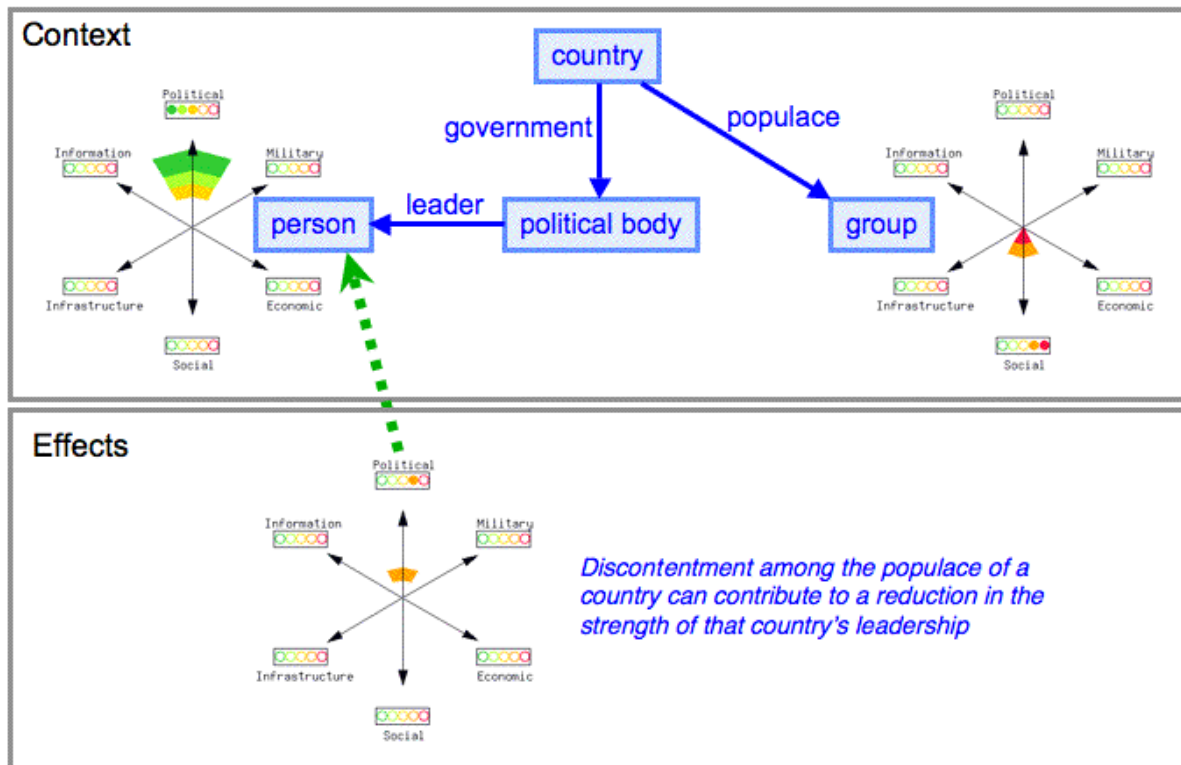 Context
country
Political
Political
government
populace
Information
Military
Information
Military
person
leader
political body
group
Infrastructure
Economic
Infrastructure
Economic
Social
Social
Effects
Political
Information
Military
Discontentment among the populace of a
country can contribute to a reduction in the
strength of that country's leadership
Infrastructure
Economic
Social